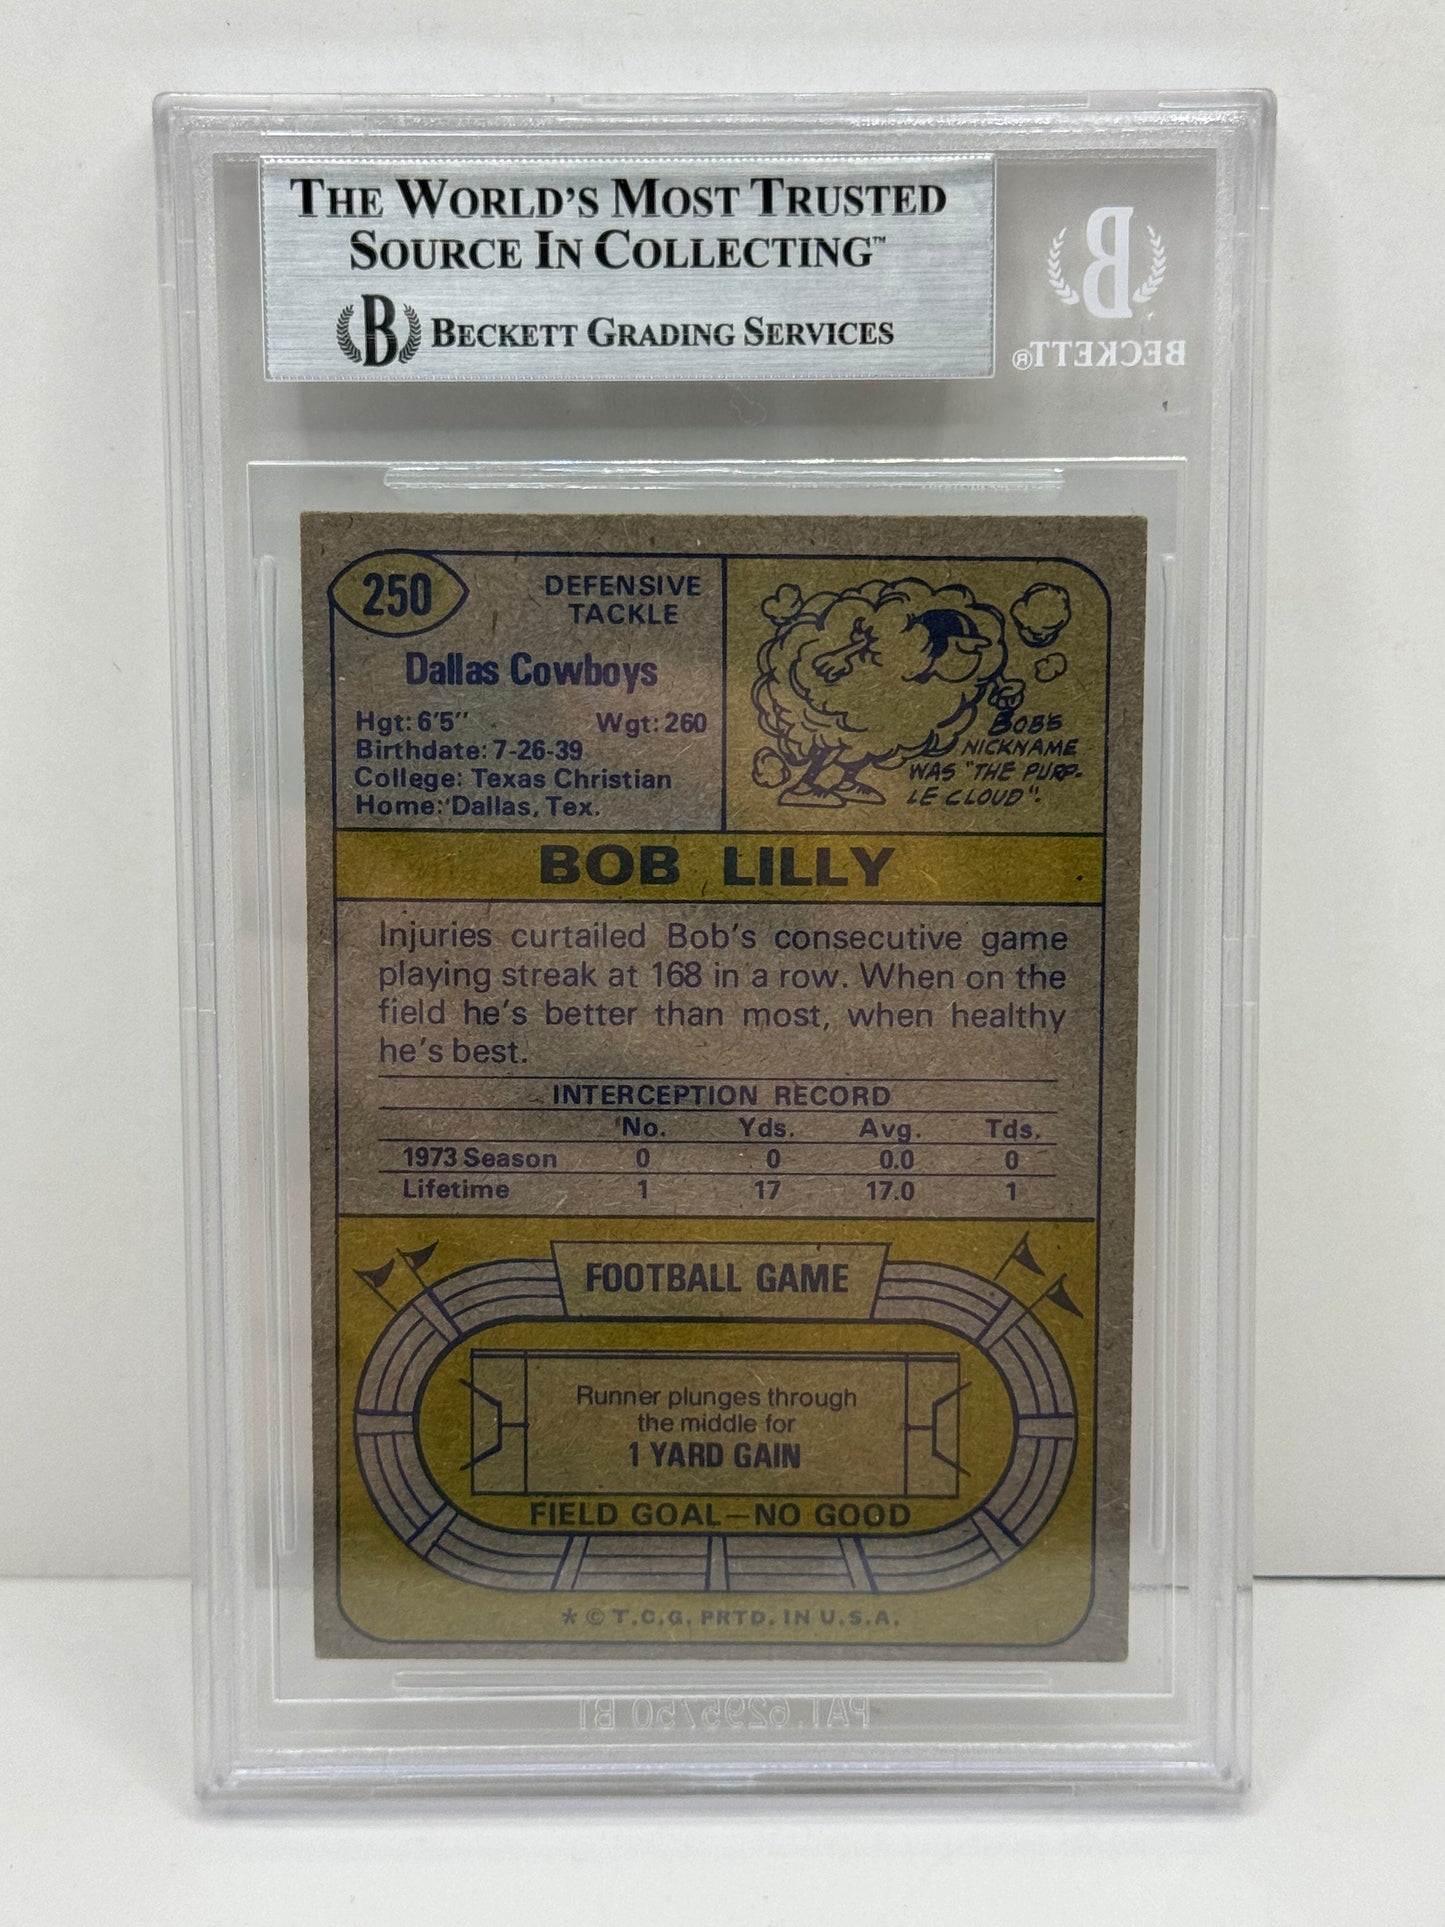 THE WORLD'S MOST TRUSTED
SOURCE IN COLLECTING™
B BECKETT GRADING SERVICES
B
BECKETT®
250
DEFENSIVE
TACKLE
Dallas Cowboys
Hgt: 6'5" Wgt: 260
Birthdate: 7-26-39
College: Texas Christian
Home: Dallas, Tex.
BOB'S
NICKNAME
WAS "THE PURP-
LE CLOUD".
BOB LILLY
Injuries curtailed Bob's consecutive game
playing streak at 168 in a row. When on the
field he's better than most, when healthy
he's best.
INTERCEPTION RECORD
No. Yds. Avg. Tds.
1973 Season 0 0 0.0 0
Lifetime 1 17 17.0 1
FOOTBALL GAME
Runner plunges through
the middle for
1 YARD GAIN
FIELD GOAL—NO GOOD
* © T.C.G. PRTD. IN U.S.A.
PAT. 6295750 B1